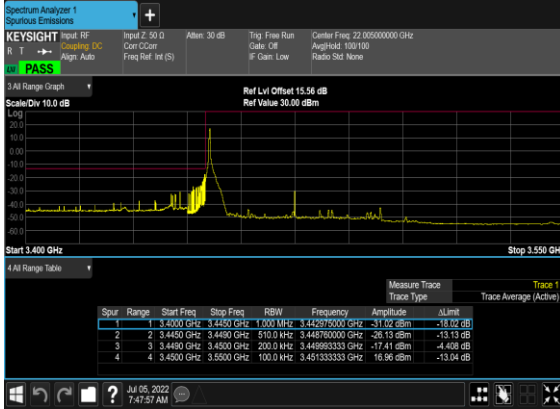 Spectrum Analyzer 1
Spurious Emissions
+
KEYSIGHT Input: RF Input Z: 50 Ω Atten: 30 dB Trig: Free Run Center Freq: 22.005000000 GHz
R T Coupling: DC Corr CCorr Gate: Off Avg|Hold: 100/100
Align: Auto Freq Ref: Int (S) IF Gain: Low Radio Std: None
PASS
3 All Range Graph
Ref Lvl Offset 15.56 dB
Scale/Div 10.0 dB Ref Value 30.00 dBm
Log
20.0
10.0
0.00
-10.0
-20.0
-30.0
-40.0
-50.0
-60.0
Start 3.400 GHz Stop 3.550 GH
4 All Range Table
Measure Trace Trace 1
Trace Type Trace Average (Active)
Spur Range Start Freq Stop Freq RBW Frequency Amplitude ΔLimit
1 1 3.4000 GHz 3.4450 GHz 1.000 MHz 3.442975000 GHz -31.02 dBm -18.02 dB
2 2 3.4450 GHz 3.4490 GHz 510.0 kHz 3.448760000 GHz -26.13 dBm -13.13 dB
3 3 3.4490 GHz 3.4500 GHz 200.0 kHz 3.449993333 GHz -17.41 dBm -4.408 dB
4 4 3.4500 GHz 3.5500 GHz 100.0 kHz 3.451333333 GHz 16.96 dBm -13.04 dB
? Jul 05, 2022
7:47:57 AM